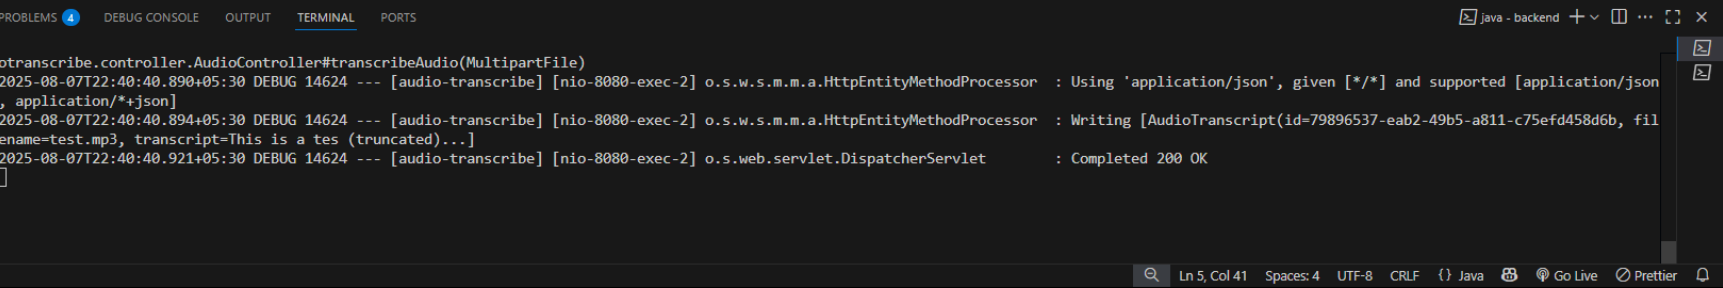 PROBLEMS 4 DEBUG CONSOLE OUTPUT TERMINAL PORTS java - backend
otranscribe.controller.AudioController#transcribeAudio(MultipartFile)
2025-08-07T22:40:40.890+05:30 DEBUG 14624 --- [audio-transcribe] [nio-8080-exec-2] o.s.w.s.m.m.a.HttpEntityMethodProcessor  : Using 'application/json', given [*/*] and supported [application/json
, application/*+json]
2025-08-07T22:40:40.894+05:30 DEBUG 14624 --- [audio-transcribe] [nio-8080-exec-2] o.s.w.s.m.m.a.HttpEntityMethodProcessor  : Writing [AudioTranscript(id=79896537-eab2-49b5-a811-c75efd458d6b, fil
ename=test.mp3, transcript=This is a tes (truncated)...]
2025-08-07T22:40:40.921+05:30 DEBUG 14624 --- [audio-transcribe] [nio-8080-exec-2] o.s.web.servlet.DispatcherServlet        : Completed 200 OK
Ln 5, Col 41 Spaces: 4 UTF-8 CRLF {} Java Go Live Prettier